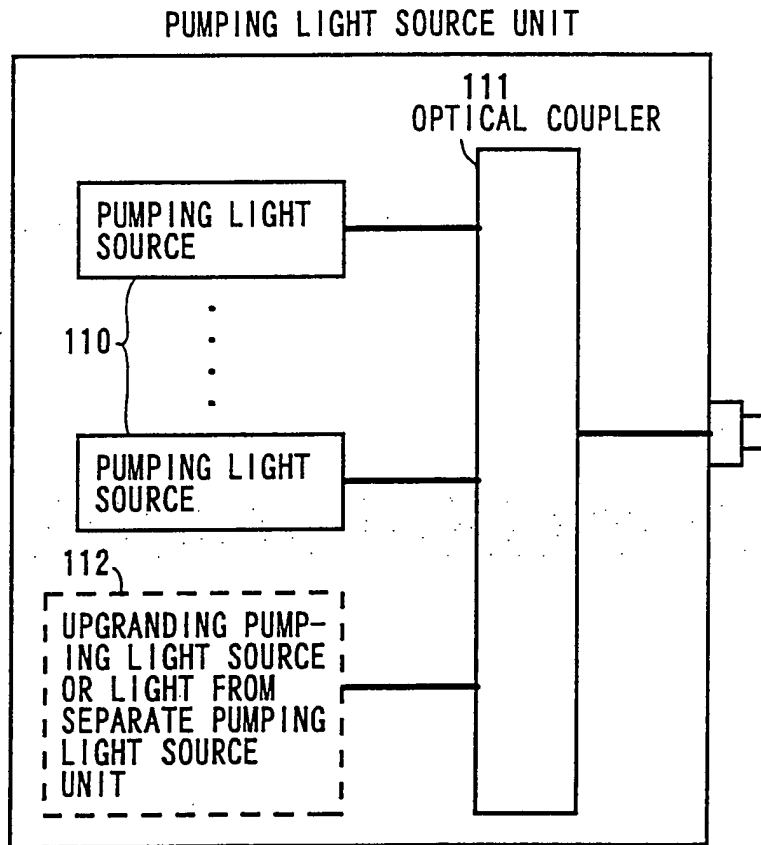 PUMPING LIGHT SOURCE UNIT
111
OPTICAL COUPLER
PUMPING LIGHT
SOURCE
110
PUMPING LIGHT
SOURCE
112
UPGRANDING PUMP-
ING LIGHT SOURCE
OR LIGHT FROM
SEPARATE PUMPING
LIGHT SOURCE
UNIT